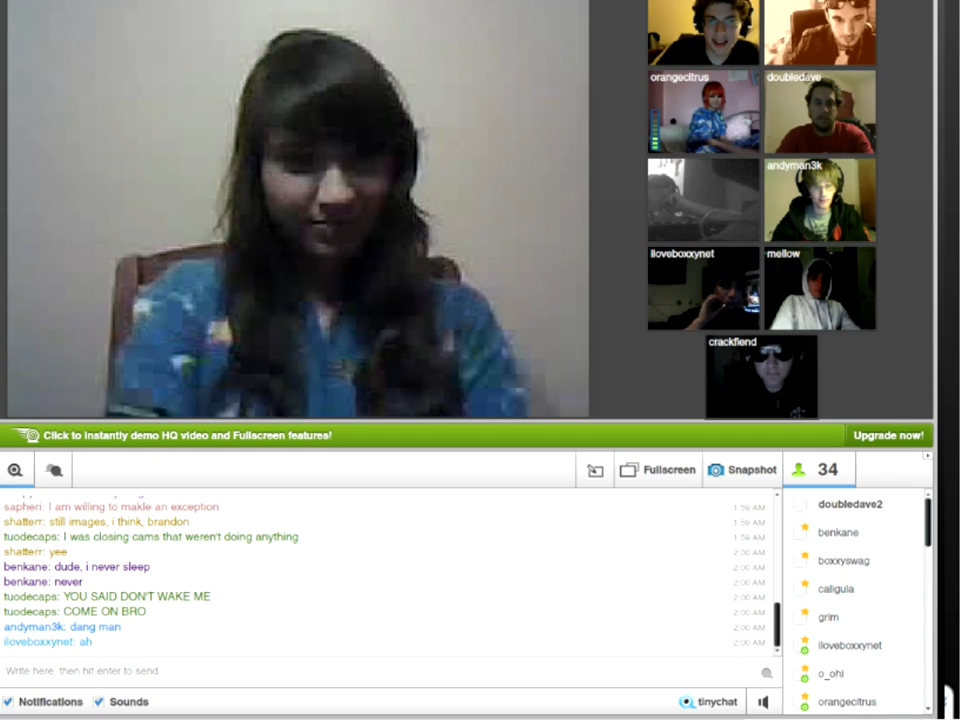 orangecitrus
doubledave
andyman3k
iloveboxxynet
mellow
crackfiend
Click to instantly demo HQ video and Fullscreen features!
Upgrade now!
Fullscreen
Snapshot
34
sapheri: I am willing to makle an exception 1:59 AM
shatterr: still images, i think, brandon 1:59 AM
tuodecaps: I was closing cams that weren't doing anything 1:59 AM
shatterr: yee 2:00 AM
benkane: dude, i never sleep 2:00 AM
benkane: never 2:00 AM
tuodecaps: YOU SAID DON'T WAKE ME 2:00 AM
tuodecaps: COME ON BRO 2:00 AM
andyman3k: dang man 2:00 AM
iloveboxxynet: ah 2:00 AM
doubledave2
benkane
boxxyswag
caligula
grim
iloveboxxynet
o_ohi
orangecitrus
Write here, then hit enter to send.
Notifications
Sounds
tinychat